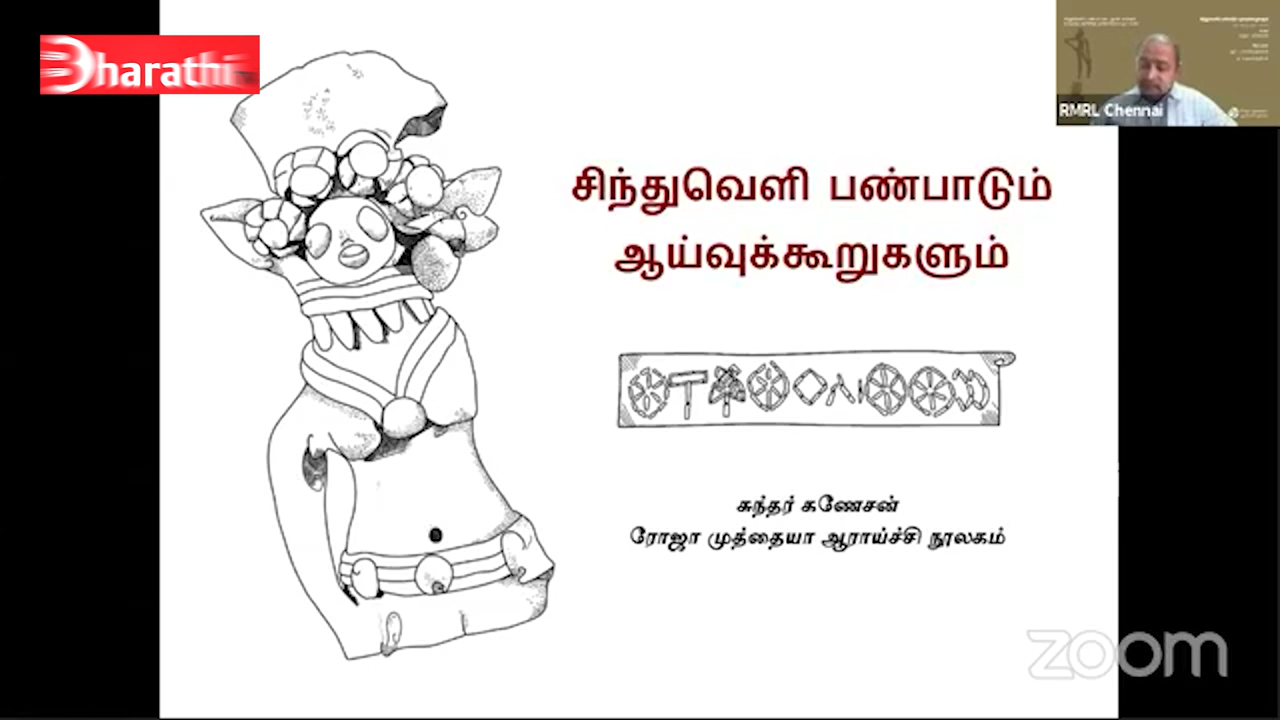 Bharathi
RMRL Chennai
சிந்துவெளி பண்பாடும்
ஆய்வுக்கூறுகளும்
சுந்தர் கணேசன்
ரோஜா முத்தையா ஆராய்ச்சி நூலகம்
zoom